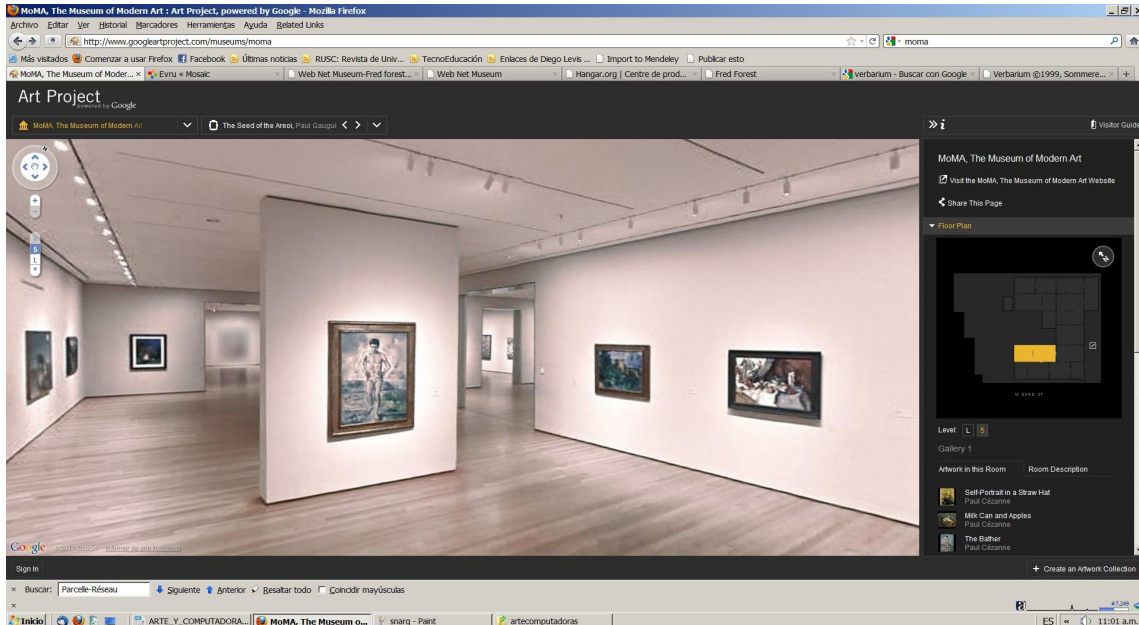 MoMA, The Museum of Modern Art : Art Project, powered by Google - Mozilla Firefox
Archivo Editar Ver Historial Marcadores Herramientas Ayuda Related Links
http://www.googleartproject.com/museums/moma
moma
Más visitados Comenzar a usar Firefox Facebook Últimas noticias RUSC: Revista de Univ... TecnoEducación Enlaces de Diego Levis ... Import to Mendeley Publicar esto
MoMA, The Museum of Moder... Evru « Mosaic Web Net Museum-Fred forest... Web Net Museum Hangar.org | Centre de prod... Fred Forest verbarium - Buscar con Google Verbarium ©1999, Sommere...
Art Project
powered by Google
MoMA, The Museum of Modern Art The Seed of the Areoi, Paul Gaugui
i Visitor Guide
MoMA, The Museum of Modern Art
Visit the MoMA, The Museum of Modern Art Website
Share This Page
Floor Plan
5
L
Level: L 5
Gallery 1
Artwork in this Room Room Description
Self-Portrait in a Straw Hat
Paul Cézanne
Milk Can and Apples
Paul Cézanne
The Bather
Paul Cézanne
Google
Sign In
+ Create an Artwork Collection
Buscar: Parcelle-Réseau Siguiente Anterior Resaltar todo Coincidir mayúsculas
#7,249
Inicio ARTE_Y_COMPUTADORA... MoMA, The Museum o... snarg - Paint artecomputadoras ES « 11:01 a.m.